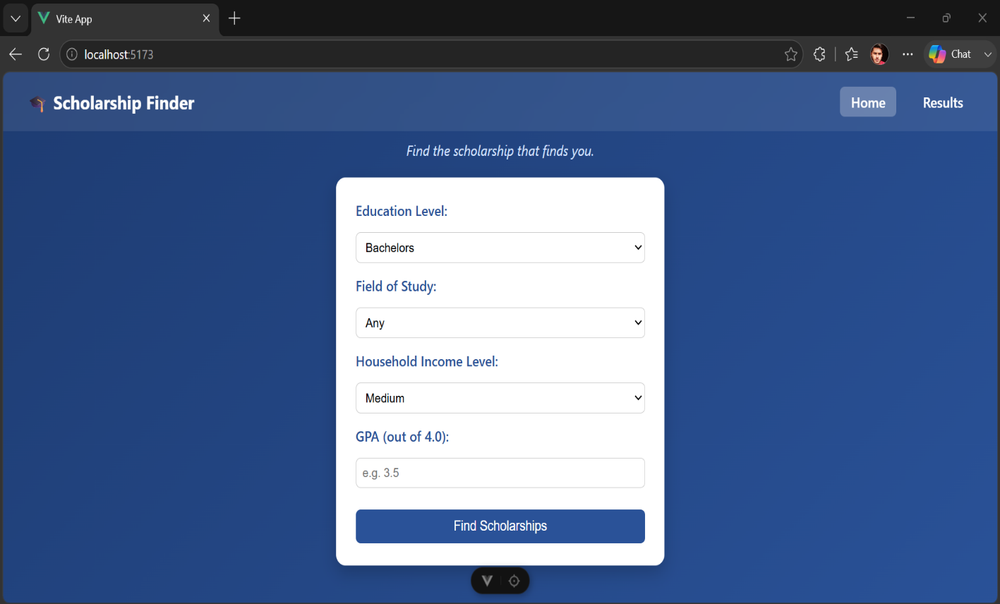 Vite App
localhost:5173
Chat
Scholarship Finder
Home
Results
Find the scholarship that finds you.
Education Level:
Bachelors
Field of Study:
Any
Household Income Level:
Medium
GPA (out of 4.0):
e.g. 3.5
Find Scholarships